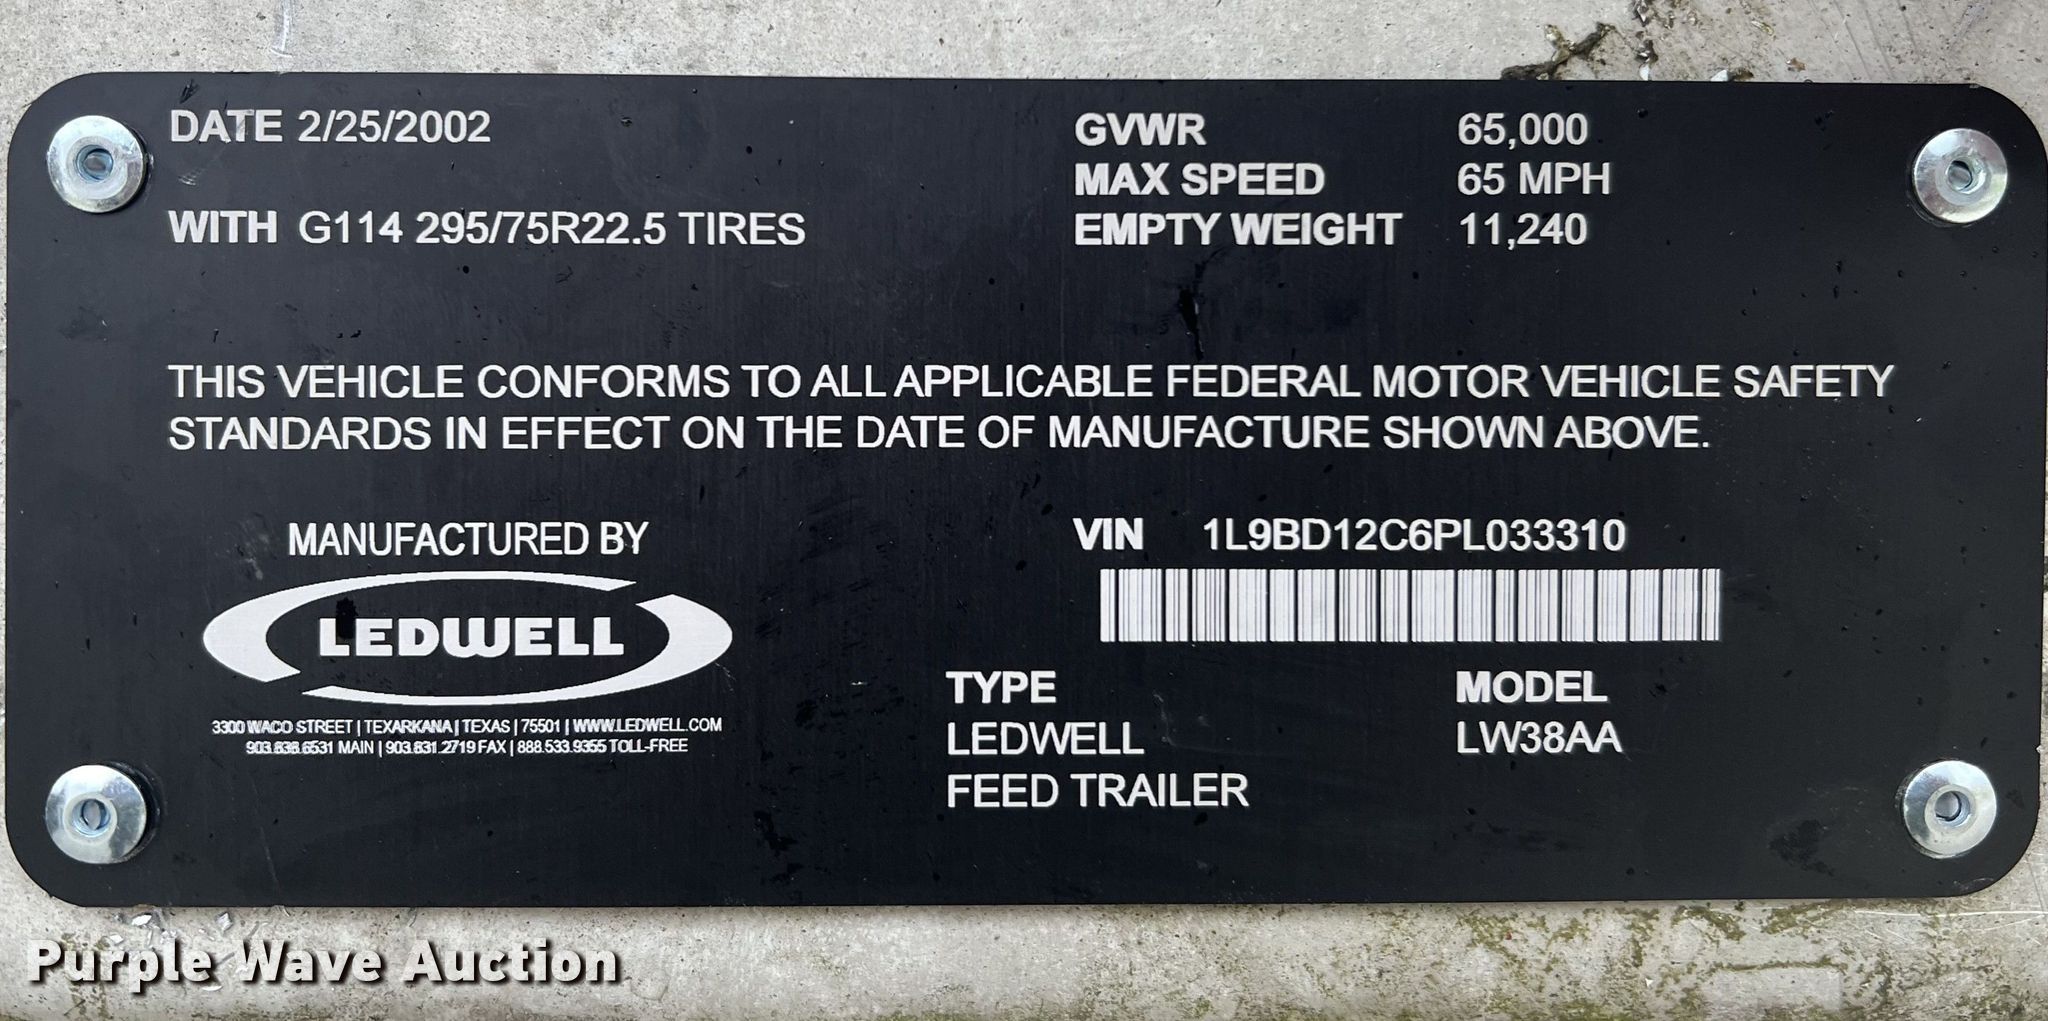 DATE 2/25/2002
WITH G114 295/75R22.5 TIRES
GVWR 65,000
MAX SPEED 65 MPH
EMPTY WEIGHT 11,240
THIS VEHICLE CONFORMS TO ALL APPLICABLE FEDERAL MOTOR VEHICLE SAFETY
STANDARDS IN EFFECT ON THE DATE OF MANUFACTURE SHOWN ABOVE.
MANUFACTURED BY
LEDWELL
3300 WACO STREET | TEXARKANA | TEXAS | 75501 | WWW.LEDWELL.COM
903.838.6531 MAIN | 903.831.2719 FAX | 888.533.9355 TOLL-FREE
VIN 1L9BD12C6PL033310
TYPE
LEDWELL
FEED TRAILER
MODEL
LW38AA
Purple Wave Auction